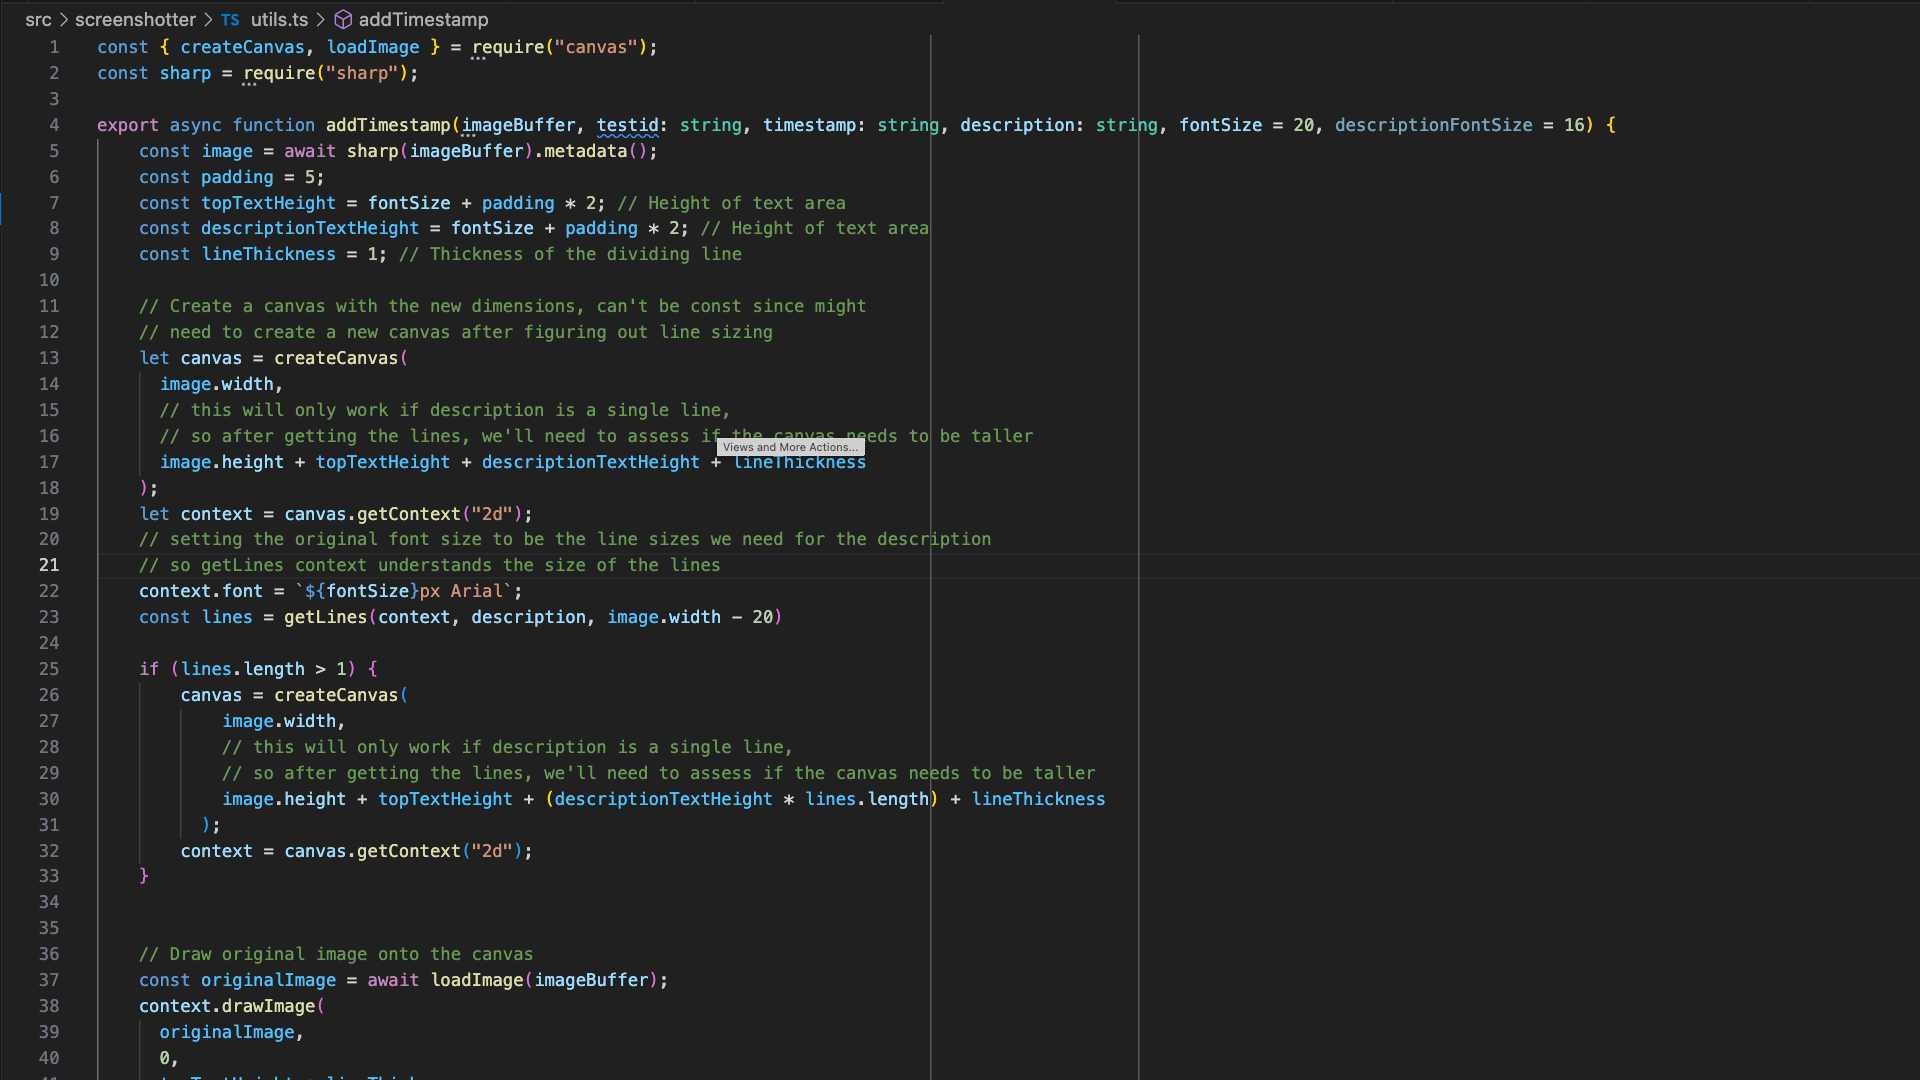 src > screenshotter > TS utils.ts > addTimestamp
1 const { createCanvas, loadImage } = require("canvas");
2 const sharp = require("sharp");
3
4 export async function addTimestamp(imageBuffer, testid: string, timestamp: string, description: string, fontSize = 20, descriptionFontSize = 16) {
5 const image = await sharp(imageBuffer).metadata();
6 const padding = 5;
7 const topTextHeight = fontSize + padding * 2; // Height of text area
8 const descriptionTextHeight = fontSize + padding * 2; // Height of text area
9 const lineThickness = 1; // Thickness of the dividing line
10
11 // Create a canvas with the new dimensions, can't be const since might
12 // need to create a new canvas after figuring out line sizing
13 let canvas = createCanvas(
14 image.width,
15 // this will only work if description is a single line,
16 // so after getting the lines, we'll need to assess if the canvas needs to be taller
Views and More Actions...
17 image.height + topTextHeight + descriptionTextHeight + lineThickness
18 );
19 let context = canvas.getContext("2d");
20 // setting the original font size to be the line sizes we need for the description
21 // so getLines context understands the size of the lines
22 context.font = `${fontSize}px Arial`;
23 const lines = getLines(context, description, image.width - 20)
24
25 if (lines.length > 1) {
26 canvas = createCanvas(
27 image.width,
28 // this will only work if description is a single line,
29 // so after getting the lines, we'll need to assess if the canvas needs to be taller
30 image.height + topTextHeight + (descriptionTextHeight * lines.length) + lineThickness
31 );
32 context = canvas.getContext("2d");
33 }
34
35
36 // Draw original image onto the canvas
37 const originalImage = await loadImage(imageBuffer);
38 context.drawImage(
39 originalImage,
40 0,